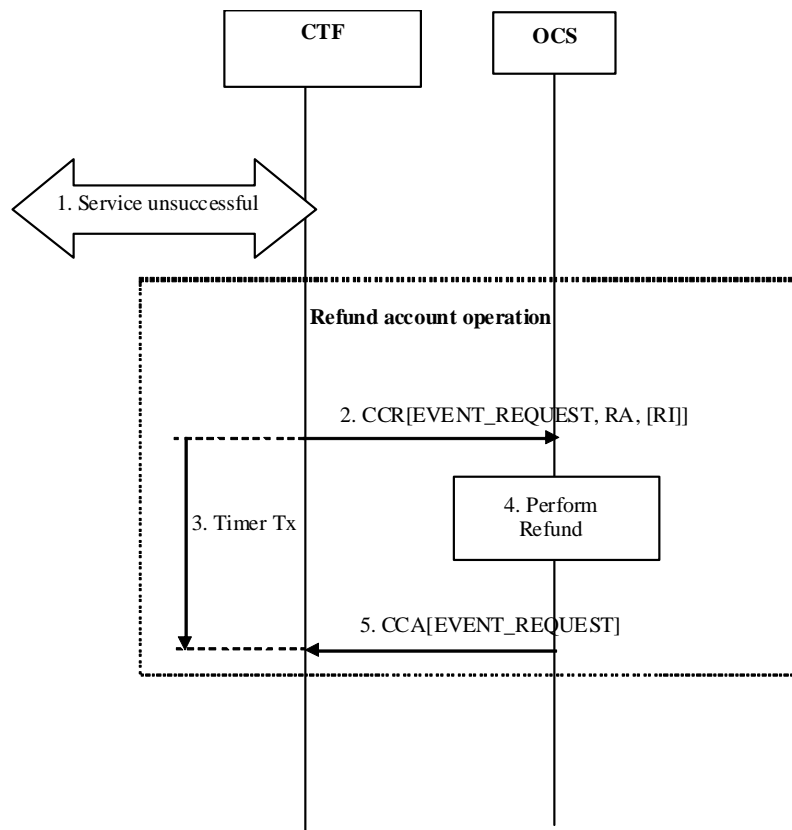 CTF
OCS
1. Service unsuccessful
Refund account operation
2. CCR[EVENT_REQUEST, RA, [RI]]
3. Timer Tx
4. Perform
Refund
5. CCA[EVENT_REQUEST]